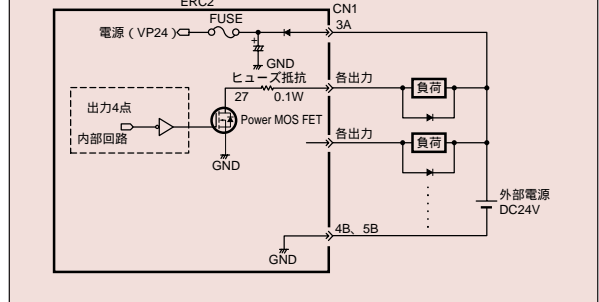 ERC2
CN1
FUSE
3A
電源（VP24）
+
GND
ヒューズ抵抗
各出力
27 0.1W
負荷
出力4点
Power MOS FET
内部回路
各出力
負荷
GND
外部電源
DC24V
4B、5B
GND